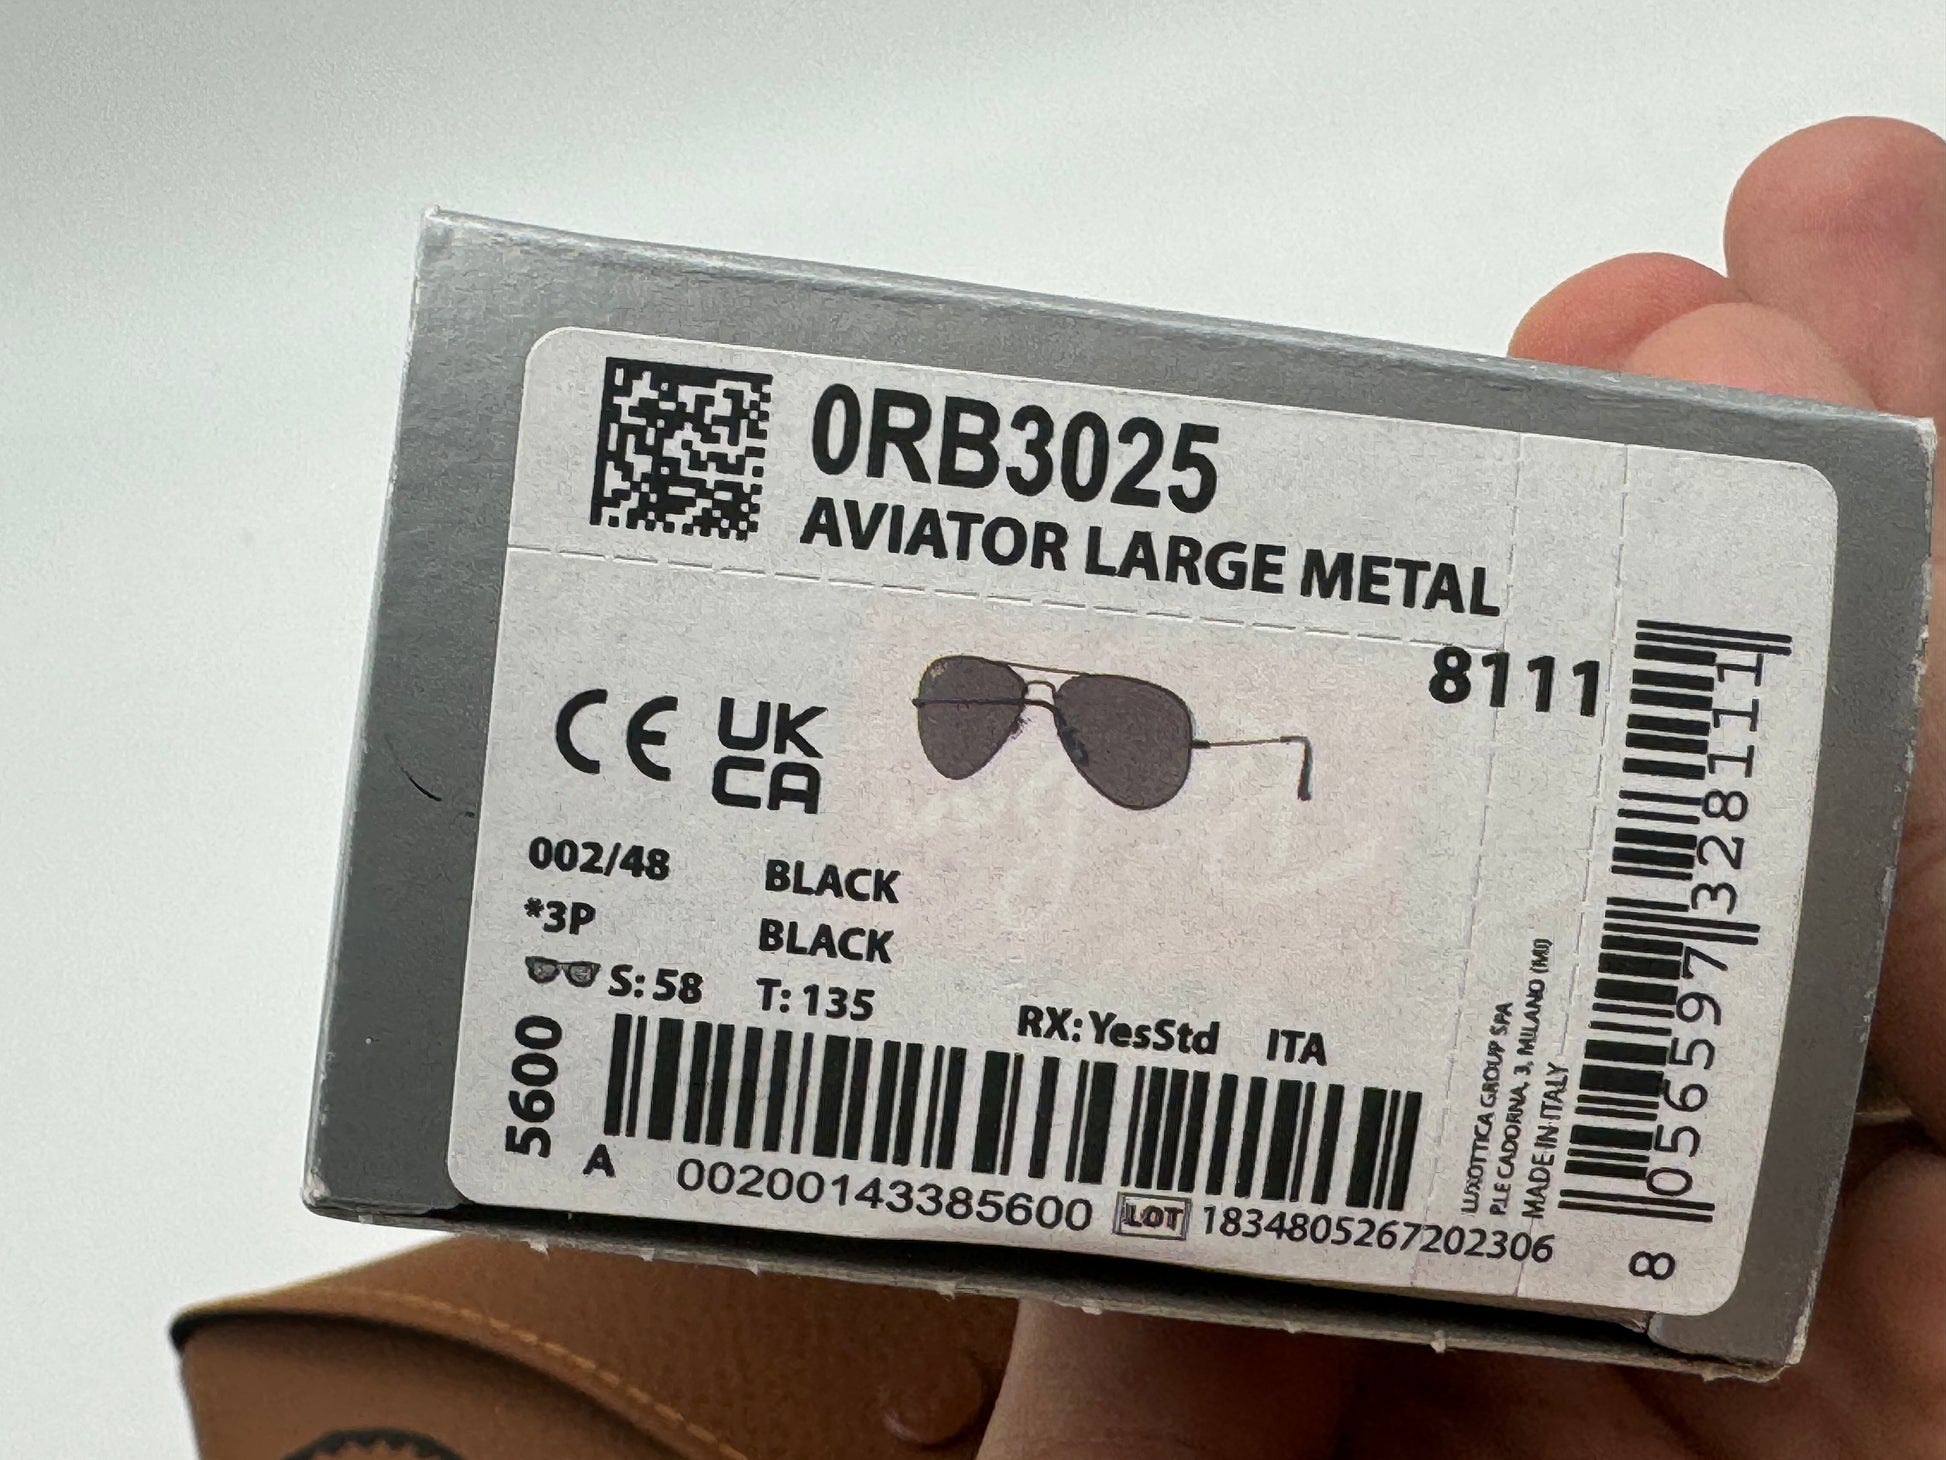 0RB3025
AVIATOR LARGE METAL
8111
CE
UK
CA
002/48 BLACK
*3P BLACK
S: 58 T: 135
RX: YesStd ITA
5600
A
00200143385600
LOT 1834805267202306
LUXOTTICA GROUP SPA
P.LE CADORNA, 3, MILANO (MI)
MADE IN ITALY
8 056597 328111